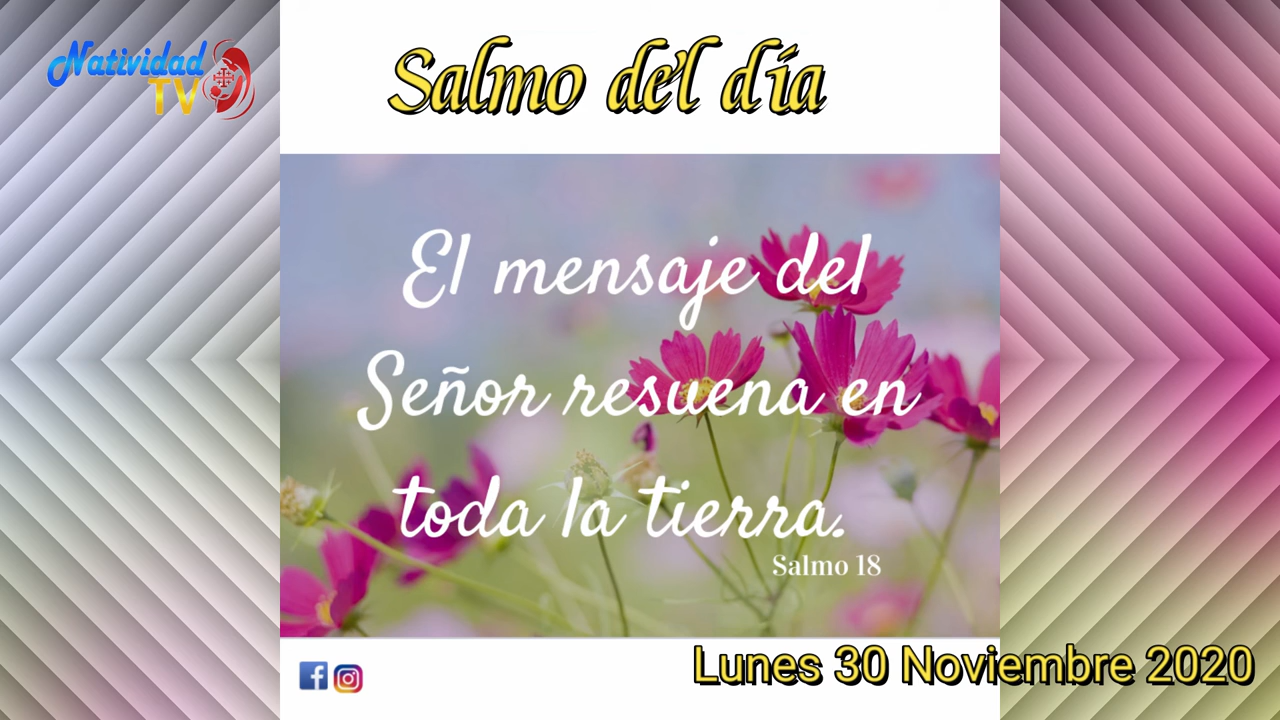 Natividad
TV
Salmo del día
El mensaje del
Señor resuena en
toda la tierra.
Salmo 18
Lunes 30 Noviembre 2020